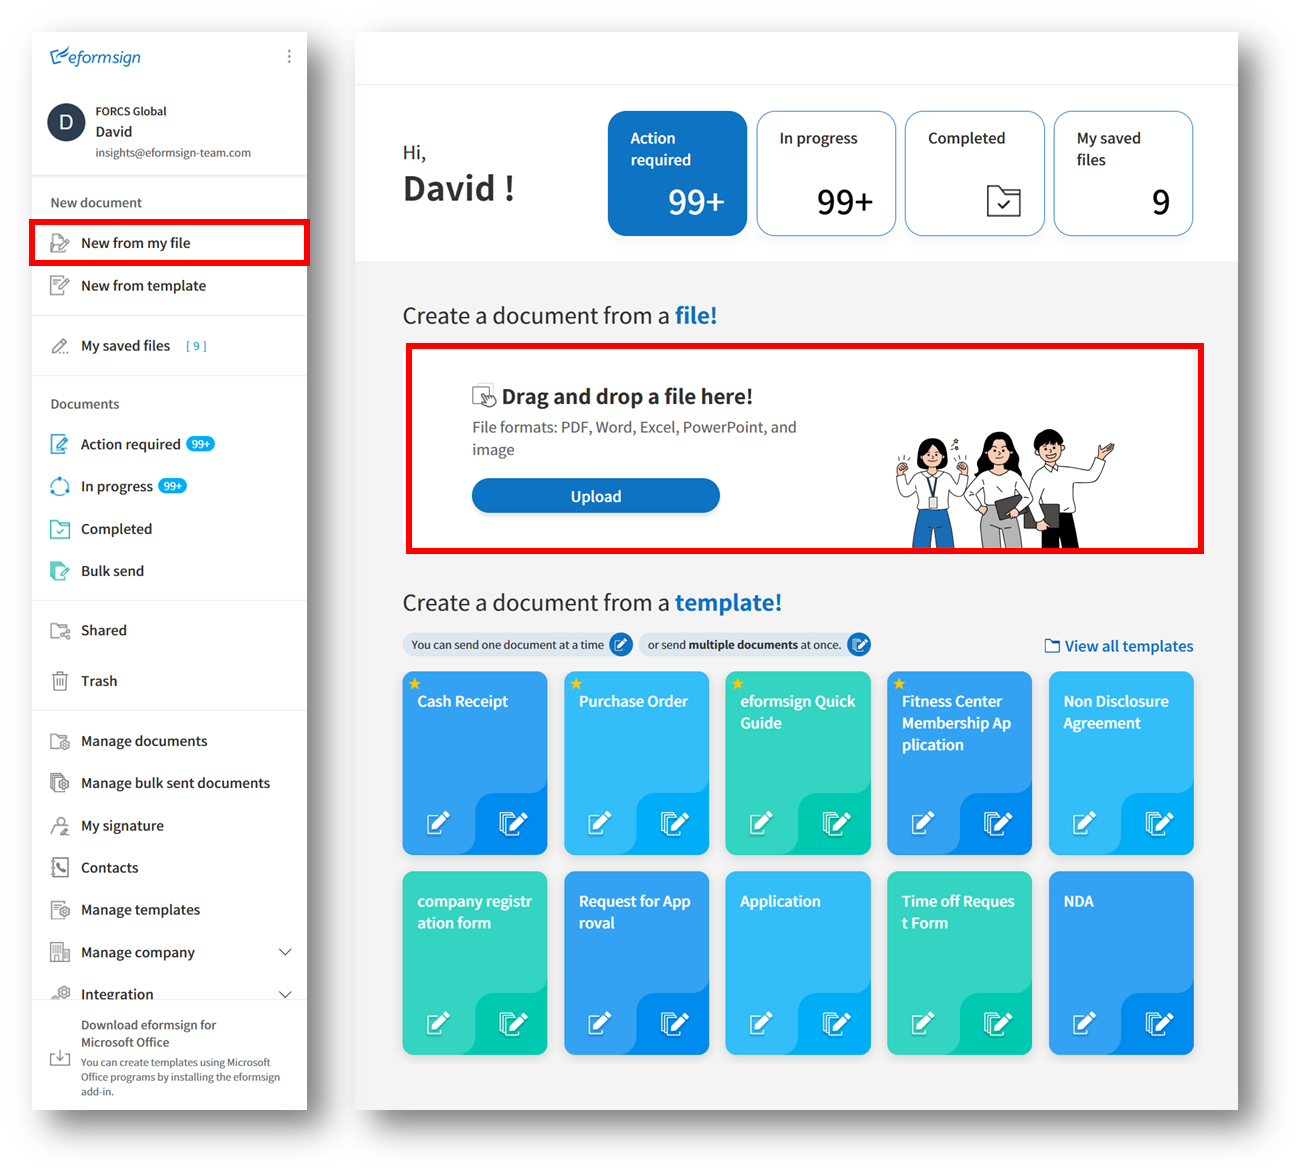 eformsign
D
FORCS Global
David
insights@eformsign-team.com
New document
New from my file
New from template
My saved files [ 9 ]
Documents
Action required 99+
In progress 99+
Completed
Bulk send
Shared
Trash
Manage documents
Manage bulk sent documents
My signature
Contacts
Manage templates
Manage company
Integration
Download eformsign for
Microsoft Office
You can create templates using Microsoft
Office programs by installing the eformsign
add-in.
Hi,
David !
Action
required
99+
In progress
99+
Completed
My saved
files
9
Create a document from a file!
Drag and drop a file here!
File formats: PDF, Word, Excel, PowerPoint, and
image
Upload
Create a document from a template!
You can send one document at a time
or send multiple documents at once.
View all templates
Cash Receipt
Purchase Order
eformsign Quick
Guide
Fitness Center
Membership Ap
plication
Non Disclosure
Agreement
company registr
ation form
Request for App
roval
Application
Time off Reques
t Form
NDA